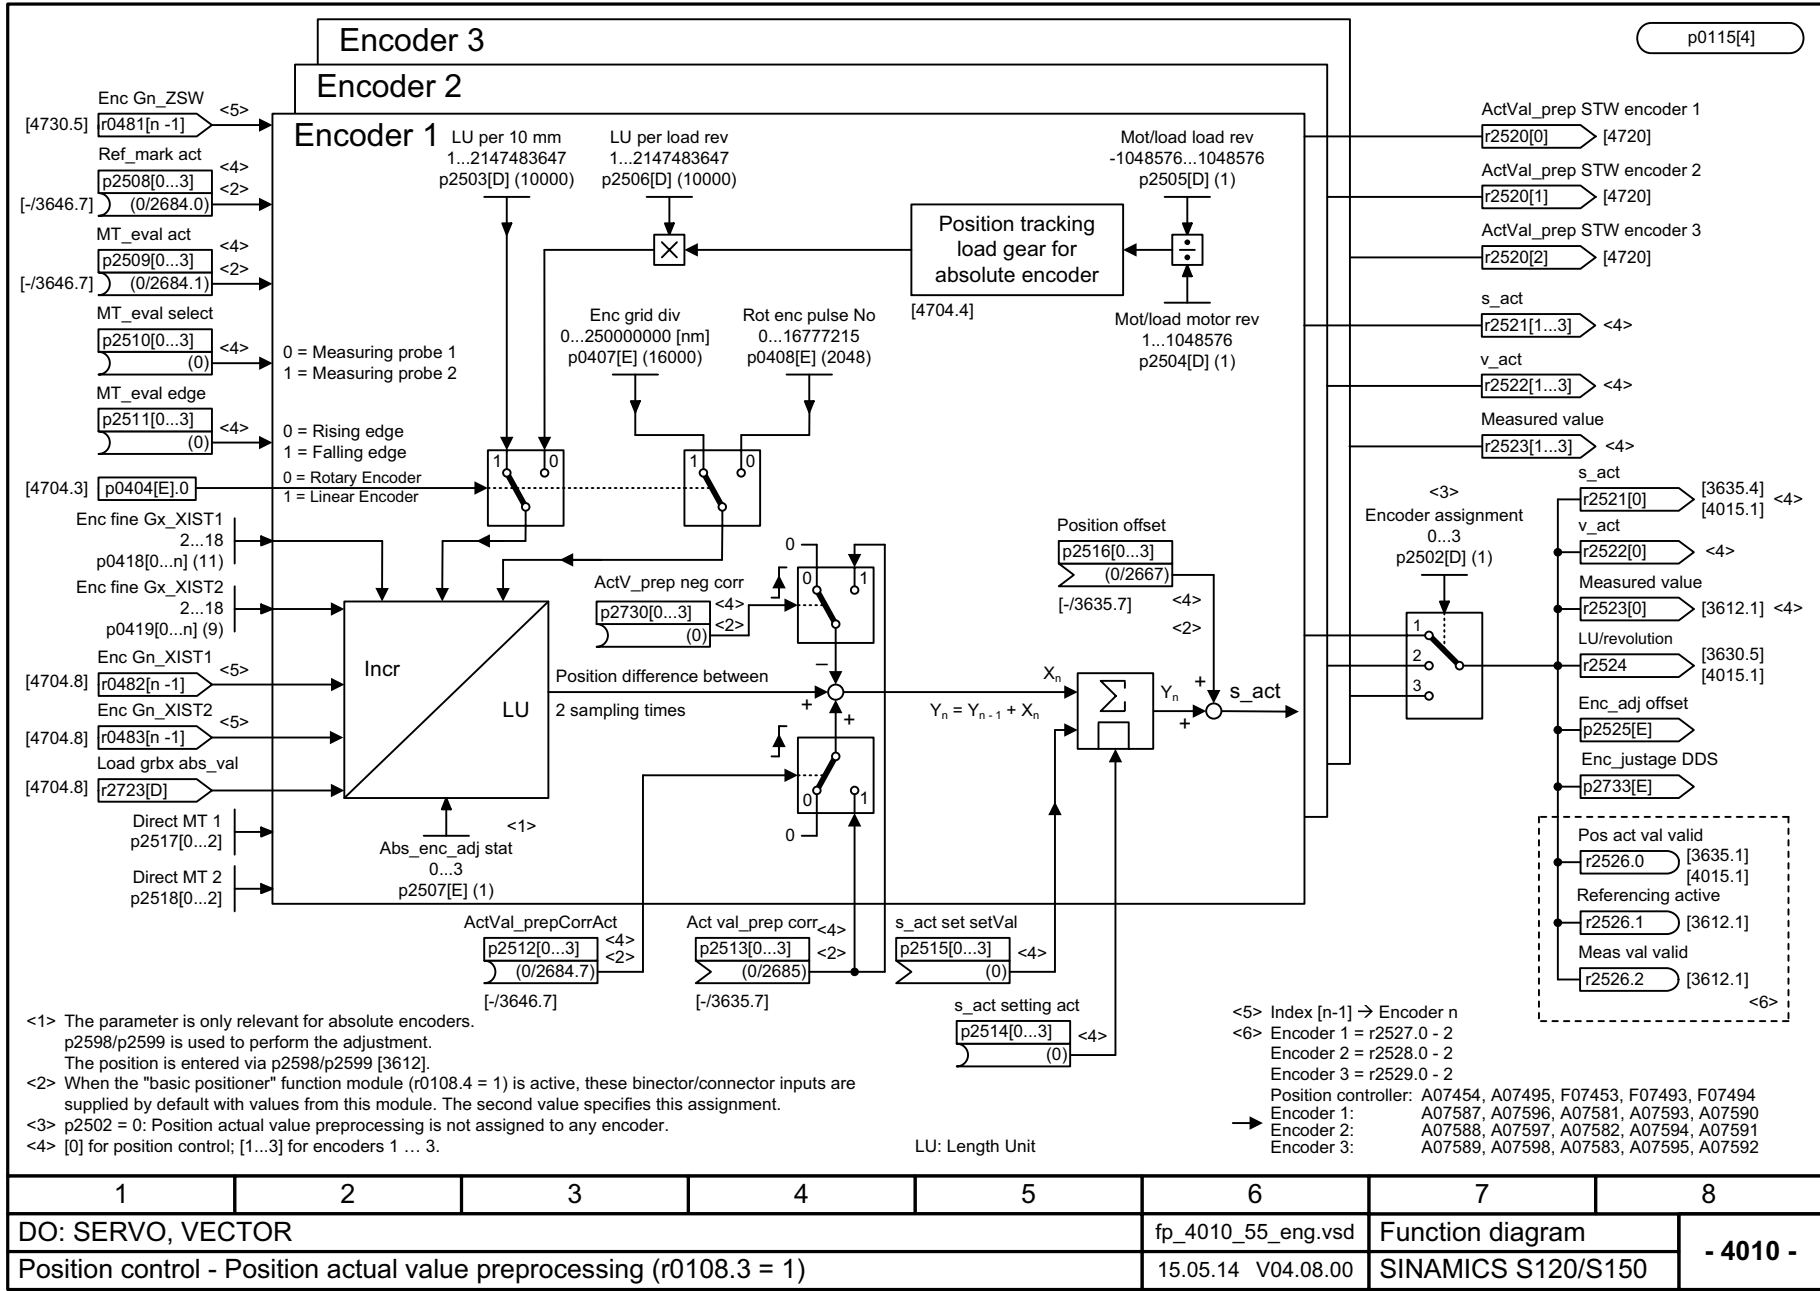 Encoder 3
p0115[4]
Encoder 2
Encoder 1
Enc Gn_ZSW
<5>
[4730.5]
r0481[n -1]
Ref_mark act
<4>
p2508[0...3]
<2>
[-/3646.7]
(0/2684.0)
MT_eval act
<4>
p2509[0...3]
<2>
[-/3646.7]
(0/2684.1)
MT_eval select
p2510[0...3]
<4>
(0)
0 = Measuring probe 1
1 = Measuring probe 2
MT_eval edge
p2511[0...3]
<4>
(0)
0 = Rising edge
1 = Falling edge
[4704.3]
p0404[E].0
0 = Rotary Encoder
1 = Linear Encoder
Enc fine Gx_XIST1
2...18
p0418[0...n] (11)
Enc fine Gx_XIST2
2...18
p0419[0...n] (9)
Enc Gn_XIST1
<5>
[4704.8]
r0482[n -1]
Enc Gn_XIST2
<5>
[4704.8]
r0483[n -1]
Load grbx abs_val
[4704.8]
r2723[D]
Direct MT 1
p2517[0...2]
Direct MT 2
p2518[0...2]
LU per 10 mm
1...2147483647
p2503[D] (10000)
LU per load rev
1...2147483647
p2506[D] (10000)
Position tracking
load gear for
absolute encoder
[4704.4]
Mot/load load rev
-1048576...1048576
p2505[D] (1)
Mot/load motor rev
1...1048576
p2504[D] (1)
Enc grid div
0...250000000 [nm]
p0407[E] (16000)
Rot enc pulse No
0...16777215
p0408[E] (2048)
1
0
1
0
Incr
LU
<1>
Abs_enc_adj stat
0...3
p2507[E] (1)
ActV_prep neg corr
p2730[0...3]
<4>
<2>
(0)
0
0
1
Position difference between
2 sampling times
−
+
+
0
1
0
Position offset
p2516[0...3]
(0/2667)
[-/3635.7]
<4>
<2>
Xn
Yn = Yn - 1 + Xn
Σ
Yn
+
+
s_act
ActVal_prepCorrAct
p2512[0...3]
<4>
<2>
(0/2684.7)
[-/3646.7]
Act val_prep corr
p2513[0...3]
<4>
<2>
(0/2685)
[-/3635.7]
s_act set setVal
p2515[0...3]
<4>
(0)
s_act setting act
p2514[0...3]
<4>
(0)
ActVal_prep STW encoder 1
r2520[0]
[4720]
ActVal_prep STW encoder 2
r2520[1]
[4720]
ActVal_prep STW encoder 3
r2520[2]
[4720]
s_act
r2521[1...3]
<4>
v_act
r2522[1...3]
<4>
Measured value
r2523[1...3]
<4>
<3>
Encoder assignment
0...3
p2502[D] (1)
1
2
3
s_act
r2521[0]
[3635.4]
[4015.1]
<4>
v_act
r2522[0]
<4>
Measured value
r2523[0]
[3612.1] <4>
LU/revolution
r2524
[3630.5]
[4015.1]
Enc_adj offset
p2525[E]
Enc_justage DDS
p2733[E]
Pos act val valid
r2526.0
[3635.1]
[4015.1]
Referencing active
r2526.1
[3612.1]
Meas val valid
r2526.2
[3612.1]
<6>
<1> The parameter is only relevant for absolute encoders.
p2598/p2599 is used to perform the adjustment.
The position is entered via p2598/p2599 [3612].
<2> When the "basic positioner" function module (r0108.4 = 1) is active, these binector/connector inputs are
supplied by default with values from this module. The second value specifies this assignment.
<3> p2502 = 0: Position actual value preprocessing is not assigned to any encoder.
<4> [0] for position control; [1...3] for encoders 1 … 3.
LU: Length Unit
<5> Index [n-1] → Encoder n
<6> Encoder 1 = r2527.0 - 2
Encoder 2 = r2528.0 - 2
Encoder 3 = r2529.0 - 2
Position controller: A07454, A07495, F07453, F07493, F07494
Encoder 1: A07587, A07596, A07581, A07593, A07590
Encoder 2: A07588, A07597, A07582, A07594, A07591
Encoder 3: A07589, A07598, A07583, A07595, A07592
1 2 3 4 5 6 7 8
DO: SERVO, VECTOR
fp_4010_55_eng.vsd
Function diagram
- 4010 -
Position control - Position actual value preprocessing (r0108.3 = 1)
15.05.14 V04.08.00
SINAMICS S120/S150